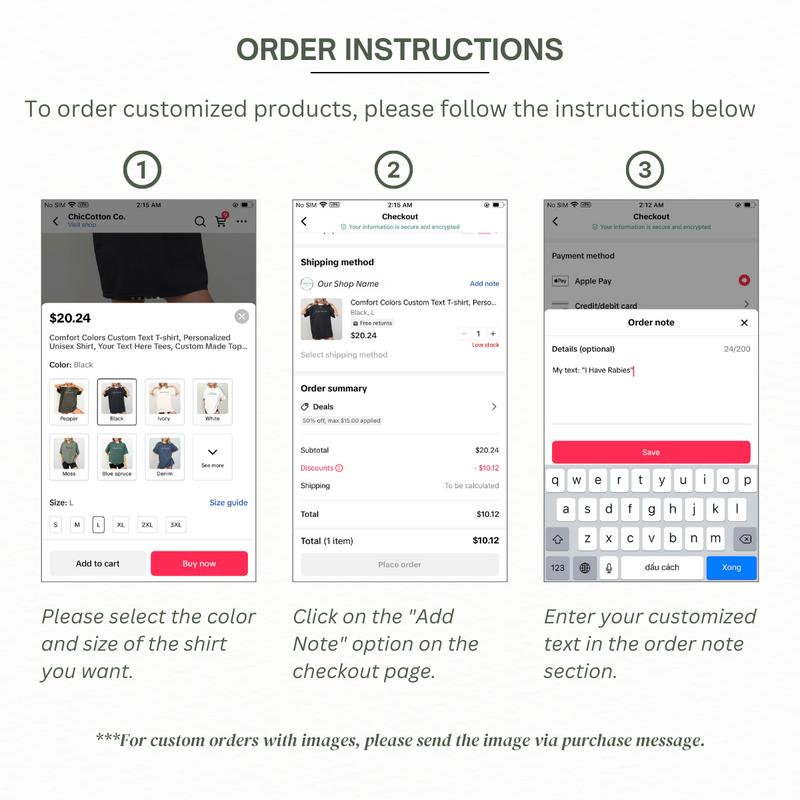 ORDER INSTRUCTIONS
To order customized products, please follow the instructions below
1
No SIM VPN 2:15 AM
ChicCotton Co.
Visit shop
$20.24
Comfort Colors Custom Text T-shirt, Personalized
Unisex Shirt, Your Text Here Tees, Custom Made Top...
Color: Black
Pepper Black Ivory White
Moss Blue spruce Denim See more
Size: L Size guide
S M L XL 2XL 3XL
Add to cart Buy now
Please select the color
and size of the shirt
you want.
2
No SIM VPN 2:15 AM
Checkout
Your information is secure and encrypted
Shipping method
Our Shop Name Add note
Comfort Colors Custom Text T-shirt, Perso...
Black, L
Free returns
$20.24 − 1 +
Low stock
Select shipping method
Order summary
Deals
50% off, max $15.00 applied
Subtotal $20.24
Discounts - $10.12
Shipping To be calculated
Total $10.12
Total (1 item) $10.12
Place order
Click on the "Add
Note" option on the
checkout page.
3
No SIM VPN 2:12 AM
Checkout
Your information is secure and encrypted
Payment method
Apple Pay Apple Pay
Credit/debit card
Order note
Details (optional) 24/200
My text: "I Have Rabies"
Save
q w e r t y u i o p
a s d f g h j k l
z x c v b n m
123 dấu cách Xong
Enter your customized
text in the order note
section.
***For custom orders with images, please send the image via purchase message.